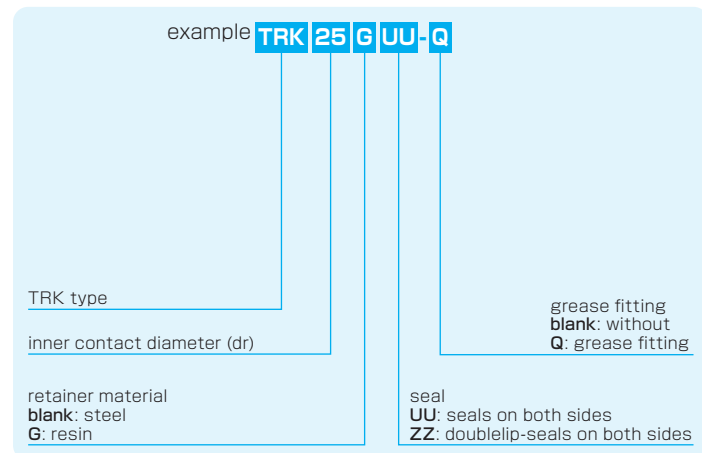 example TRK 25 G UU - Q
TRK type
inner contact diameter (dr)
retainer material
blank: steel
G: resin
grease fitting
blank: without
Q: grease fitting
seal
UU: seals on both sides
ZZ: doublelip-seals on both sides